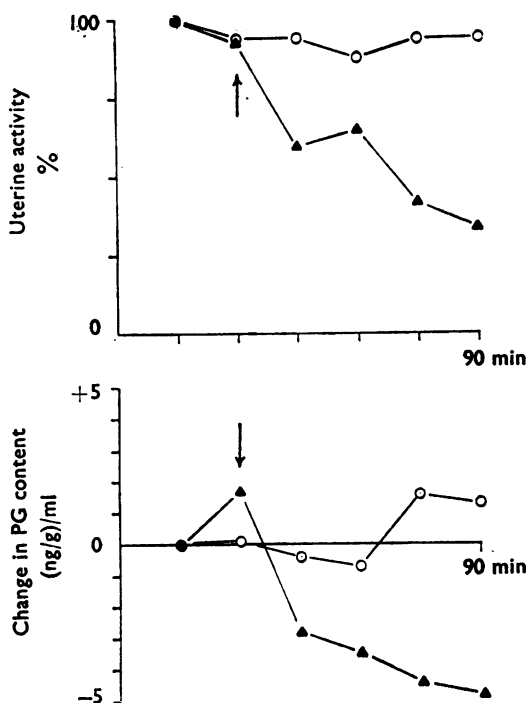 100
Uterine activity
%
0
90 min
+5
Change in PG content
(ng/g)/ml
0
90 min
−5